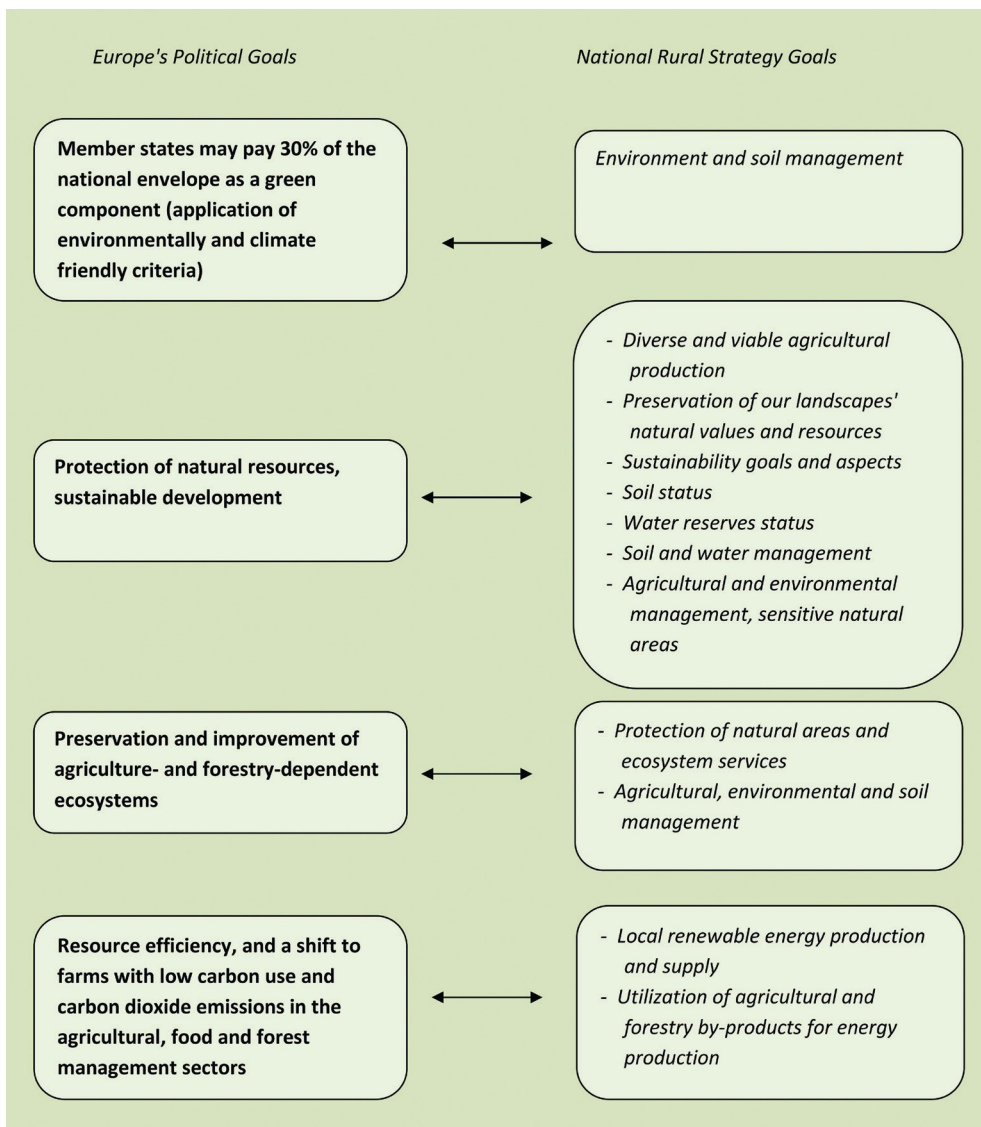 Europe's Political Goals
National Rural Strategy Goals
Member states may pay 30% of the
national envelope as a green
component (application of
environmentally and climate
friendly criteria)
Environment and soil management
Protection of natural resources,
sustainable development
- Diverse and viable agricultural
production
- Preservation of our landscapes'
natural values and resources
- Sustainability goals and aspects
- Soil status
- Water reserves status
- Soil and water management
- Agricultural and environmental
management, sensitive natural
areas
Preservation and improvement of
agriculture- and forestry-dependent
ecosystems
- Protection of natural areas and
ecosystem services
- Agricultural, environmental and soil
management
Resource efficiency, and a shift to
farms with low carbon use and
carbon dioxide emissions in the
agricultural, food and forest
management sectors
- Local renewable energy production
and supply
- Utilization of agricultural and
forestry by-products for energy
production